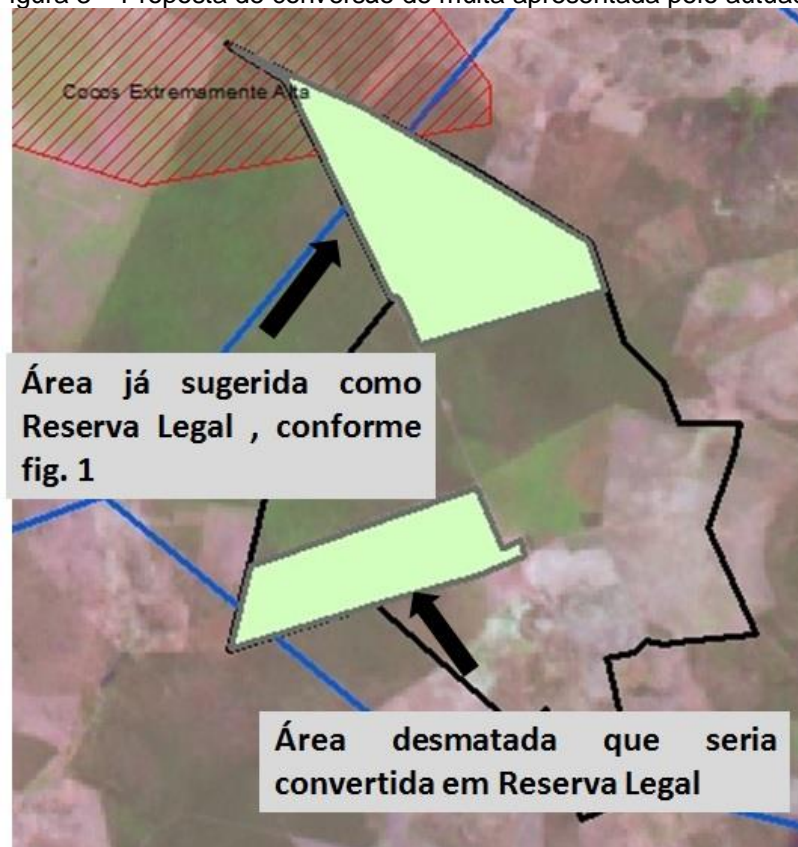 Proposta de conversão de multa apresentada pelo autuad
Cocos Extremamente Alta
Área já sugerida como
Reserva Legal , conforme
fig. 1
Área desmatada que seria
convertida em Reserva Legal